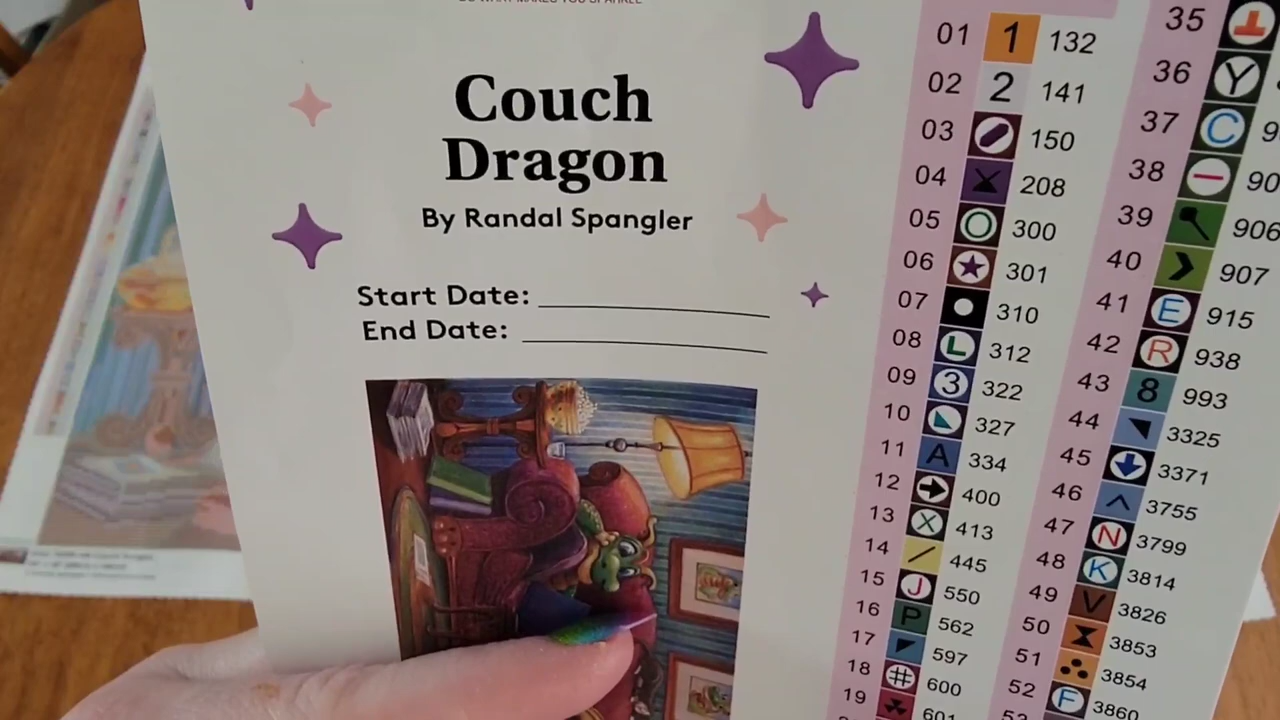 Couch
Dragon
By Randal Spangler
Start Date:
End Date:
01 1 132
02 2 141
03 150
04 208
05 300
06 301
07 310
08 L 312
09 3 322
10 327
11 A 334
12 400
13 X 413
14 445
15 J 550
16 P 562
17 597
18 # 600
19 601
35
36 Y
37 C
38
39 906
40 907
41 E 915
42 R 938
43 8 993
44 3325
45 3371
46 3755
47 N 3799
48 K 3814
49 V 3826
50 3853
51 3854
52 F 3860